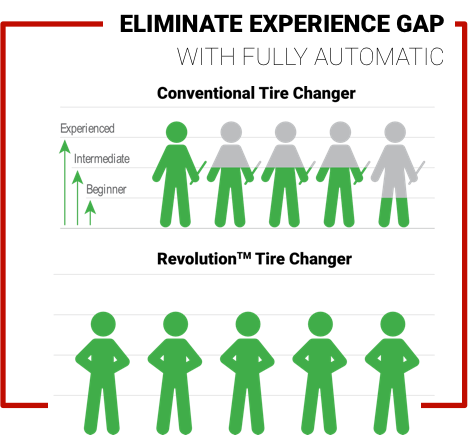 ELIMINATE EXPERIENCE GAP
WITH FULLY AUTOMATIC
Conventional Tire Changer
Experienced
Intermediate
Beginner
Revolution™ Tire Changer